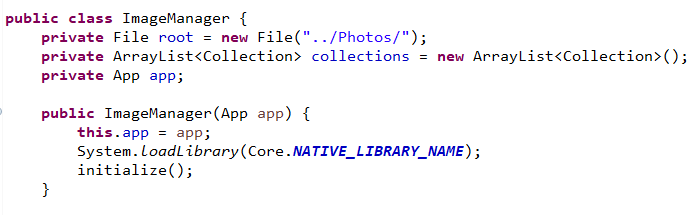 public class ImageManager {
    private File root = new File("../Photos/");
    private ArrayList<Collection> collections = new ArrayList<Collection>();
    private App app;

    public ImageManager(App app) {
        this.app = app;
        System.loadLibrary(Core.NATIVE_LIBRARY_NAME);
        initialize();
    }